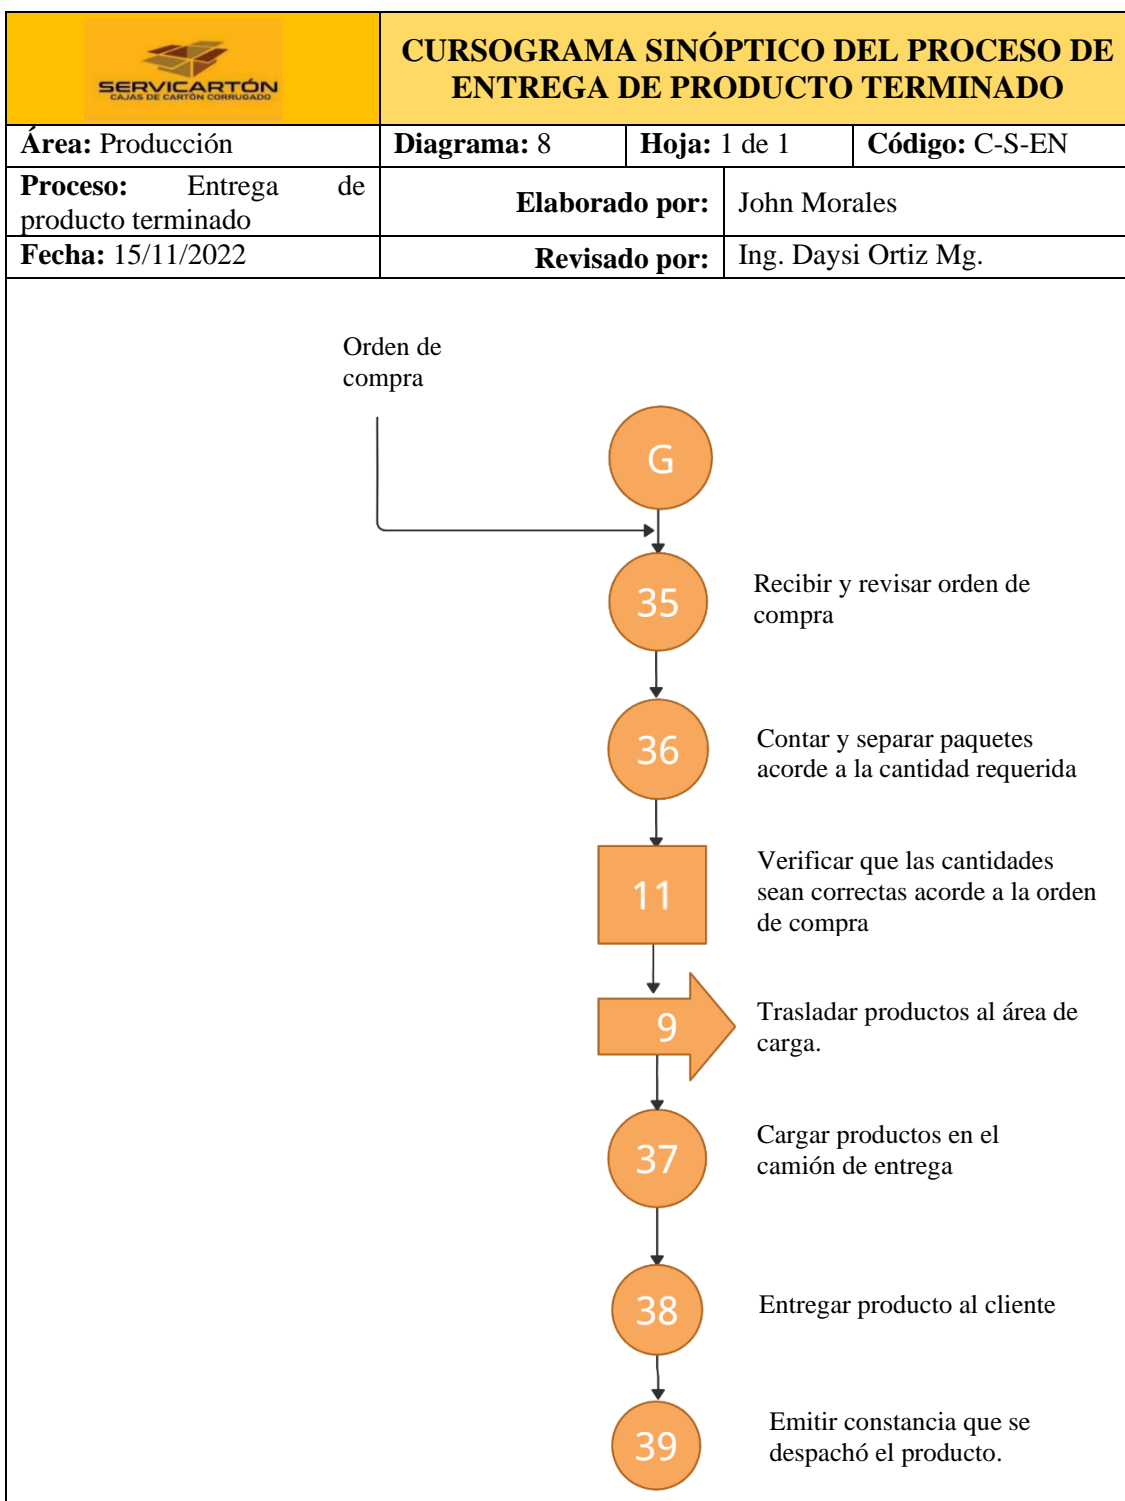 SERVICARTÓN
CAJAS DE CARTÓN CORRUGADO
CURSOGRAMA SINÓPTICO DEL PROCESO DE
ENTREGA DE PRODUCTO TERMINADO
Área: Producción
Diagrama: 8
Hoja: 1 de 1
Código: C-S-EN
Proceso: Entrega de
producto terminado
Elaborado por:
John Morales
Fecha: 15/11/2022
Revisado por:
Ing. Daysi Ortiz Mg.
Orden de
compra
G
35
Recibir y revisar orden de
compra
36
Contar y separar paquetes
acorde a la cantidad requerida
11
Verificar que las cantidades
sean correctas acorde a la orden
de compra
9
Trasladar productos al área de
carga.
37
Cargar productos en el
camión de entrega
38
Entregar producto al cliente
39
Emitir constancia que se
despachó el producto.